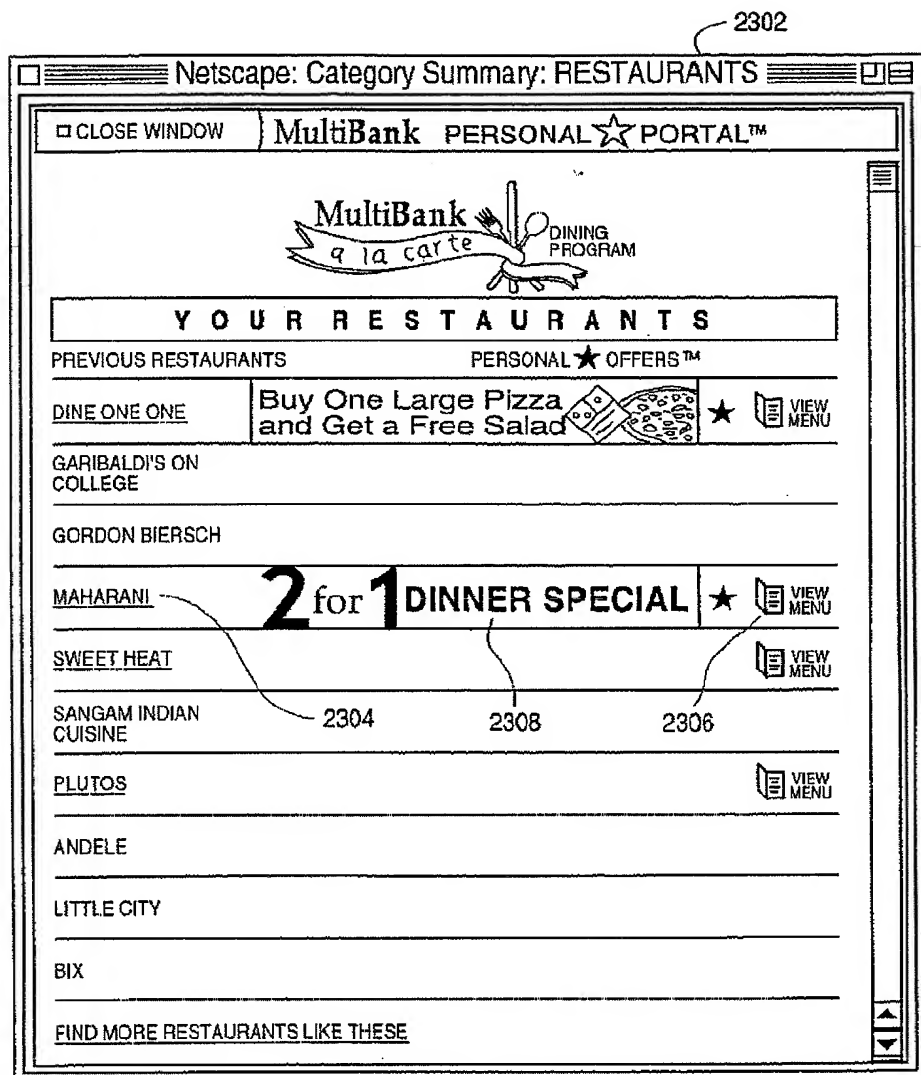 2302
Netscape: Category Summary: RESTAURANTS
CLOSE WINDOW
MultiBank PERSONAL PORTAL™
MultiBank
a la carte
DINING
PROGRAM
YOUR RESTAURANTS
PREVIOUS RESTAURANTS
PERSONAL ★ OFFERS™
DINE ONE ONE
Buy One Large Pizza
and Get a Free Salad
VIEW
MENU
GARIBALDI'S ON
COLLEGE
GORDON BIERSCH
MAHARANI
2 for 1 DINNER SPECIAL
VIEW
MENU
SWEET HEAT
VIEW
MENU
SANGAM INDIAN
CUISINE
2304
2308
2306
PLUTOS
VIEW
MENU
ANDELE
LITTLE CITY
BIX
FIND MORE RESTAURANTS LIKE THESE